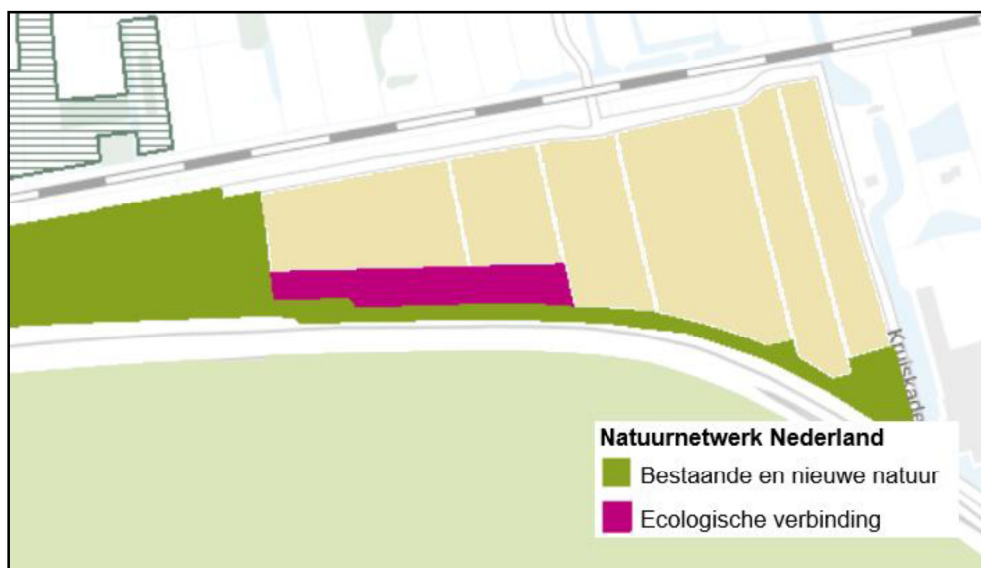 Kruiskade
Natuurnetwerk Nederland
Bestaande en nieuwe natuur
Ecologische verbinding